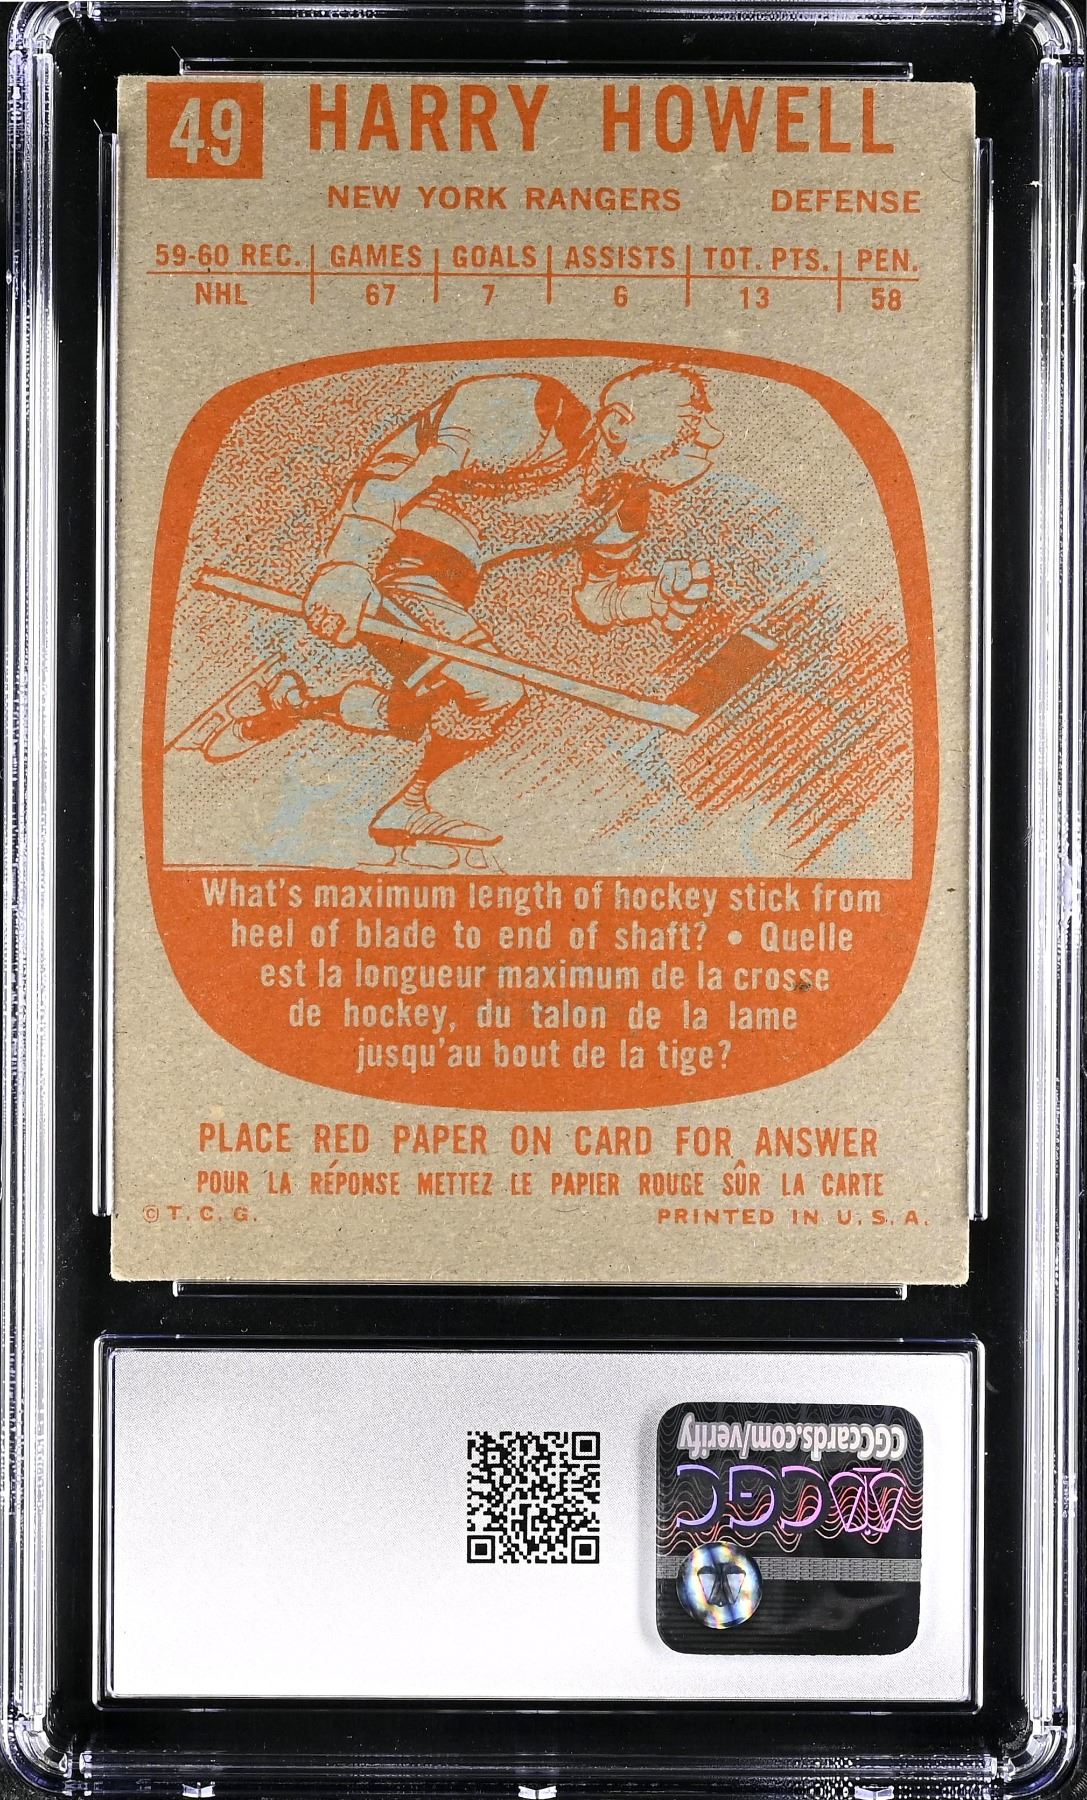 49 HARRY HOWELL
NEW YORK RANGERS DEFENSE
59-60 REC. GAMES GOALS ASSISTS TOT. PTS. PEN.
NHL 67 7 6 13 58
What's maximum length of hockey stick from
heel of blade to end of shaft? • Quelle
est la longueur maximum de la crosse
de hockey, du talon de la lame
jusqu'au bout de la tige?
PLACE RED PAPER ON CARD FOR ANSWER
POUR LA RÉPONSE METTEZ LE PAPIER ROUGE SÛR LA CARTE
© T. C. G. PRINTED IN U. S. A.
CGCcards.com/verify
CGC